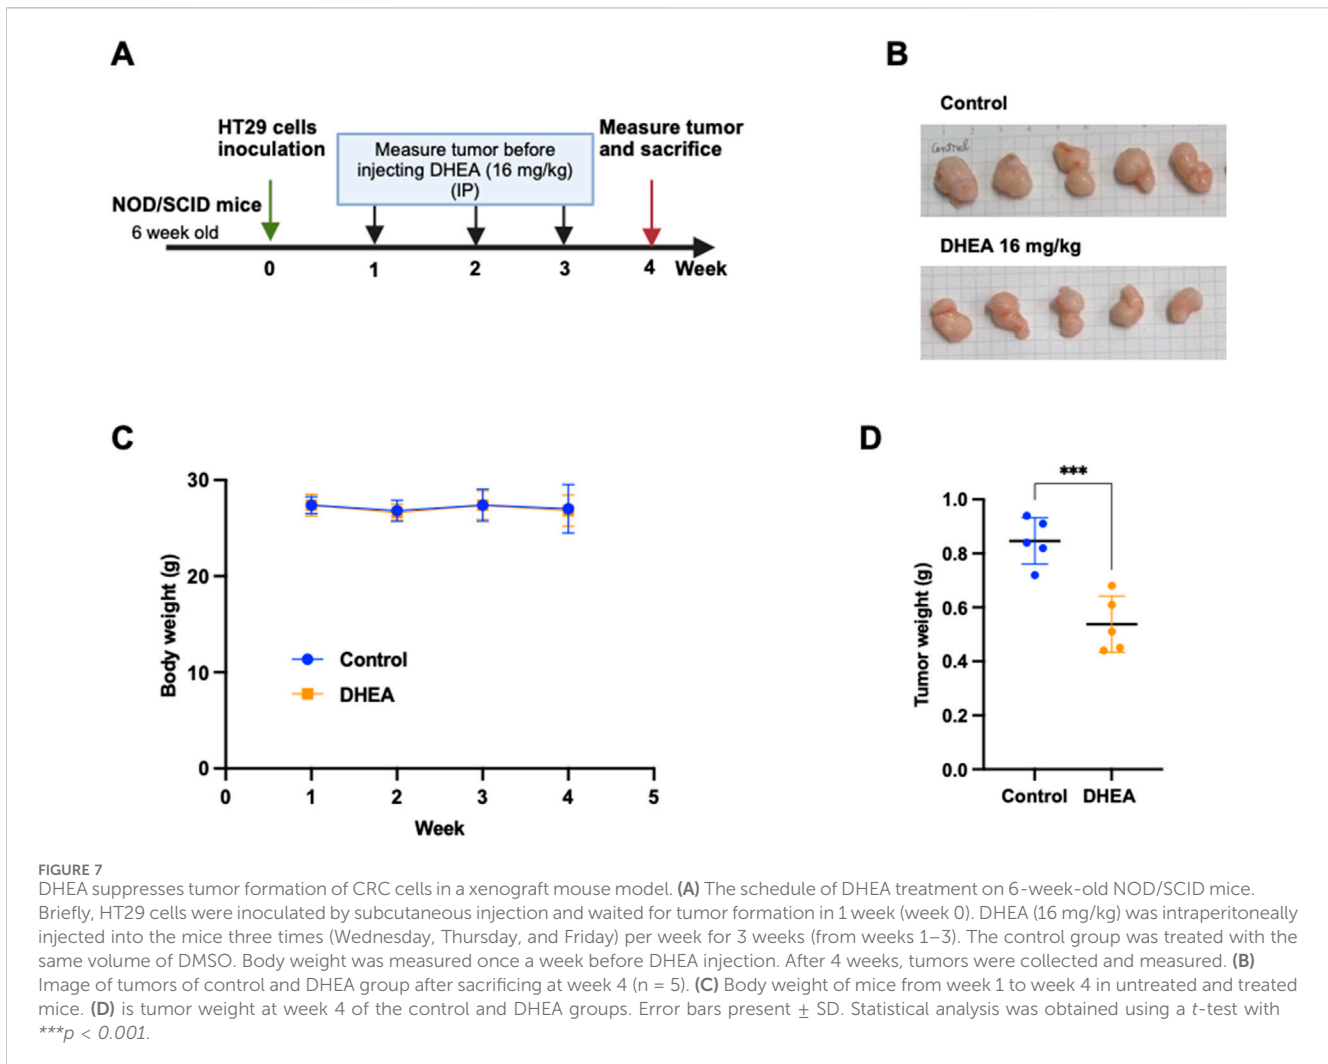 A
HT29 cells
inoculation
Measure tumor before
injecting DHEA (16 mg/kg)
(IP)
Measure tumor
and sacrifice
NOD/SCID mice
6 week old
0
1
2
3
4
Week
B
Control
Control
DHEA 16 mg/kg
C
30
20
10
0
Body weight (g)
Control
DHEA
0
1
2
3
4
5
Week
D
***
1.0
0.8
0.6
0.4
0.2
0.0
Tumor weight (g)
Control
DHEA
FIGURE 7
DHEA suppresses tumor formation of CRC cells in a xenograft mouse model. (A) The schedule of DHEA treatment on 6-week-old NOD/SCID mice.
Briefly, HT29 cells were inoculated by subcutaneous injection and waited for tumor formation in 1 week (week 0). DHEA (16 mg/kg) was intraperitoneally
injected into the mice three times (Wednesday, Thursday, and Friday) per week for 3 weeks (from weeks 1–3). The control group was treated with the
same volume of DMSO. Body weight was measured once a week before DHEA injection. After 4 weeks, tumors were collected and measured. (B)
Image of tumors of control and DHEA group after sacrificing at week 4 (n = 5). (C) Body weight of mice from week 1 to week 4 in untreated and treated
mice. (D) is tumor weight at week 4 of the control and DHEA groups. Error bars present ± SD. Statistical analysis was obtained using a t-test with
***p < 0.001.